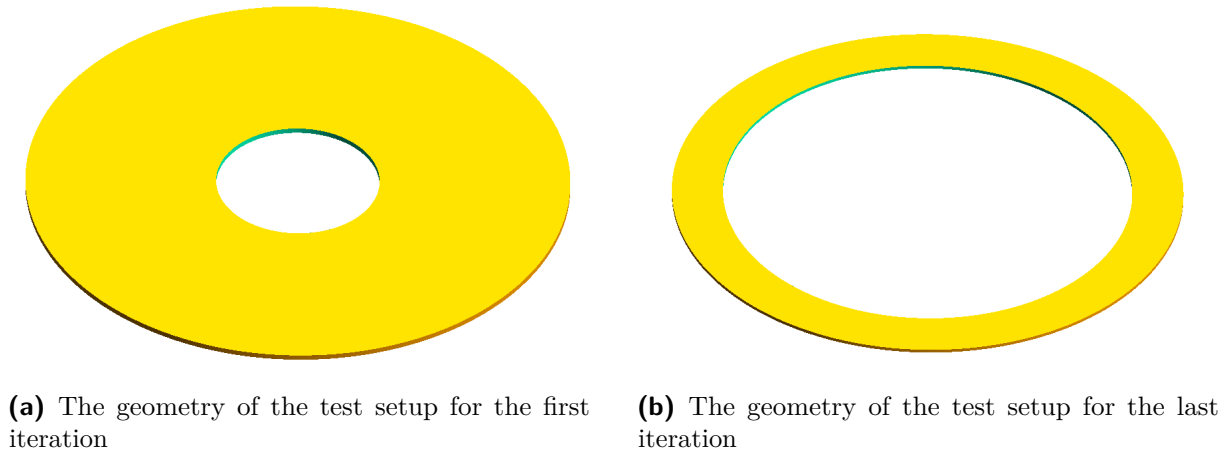 (a) The geometry of the test setup for the first
iteration
(b) The geometry of the test setup for the last
iteration